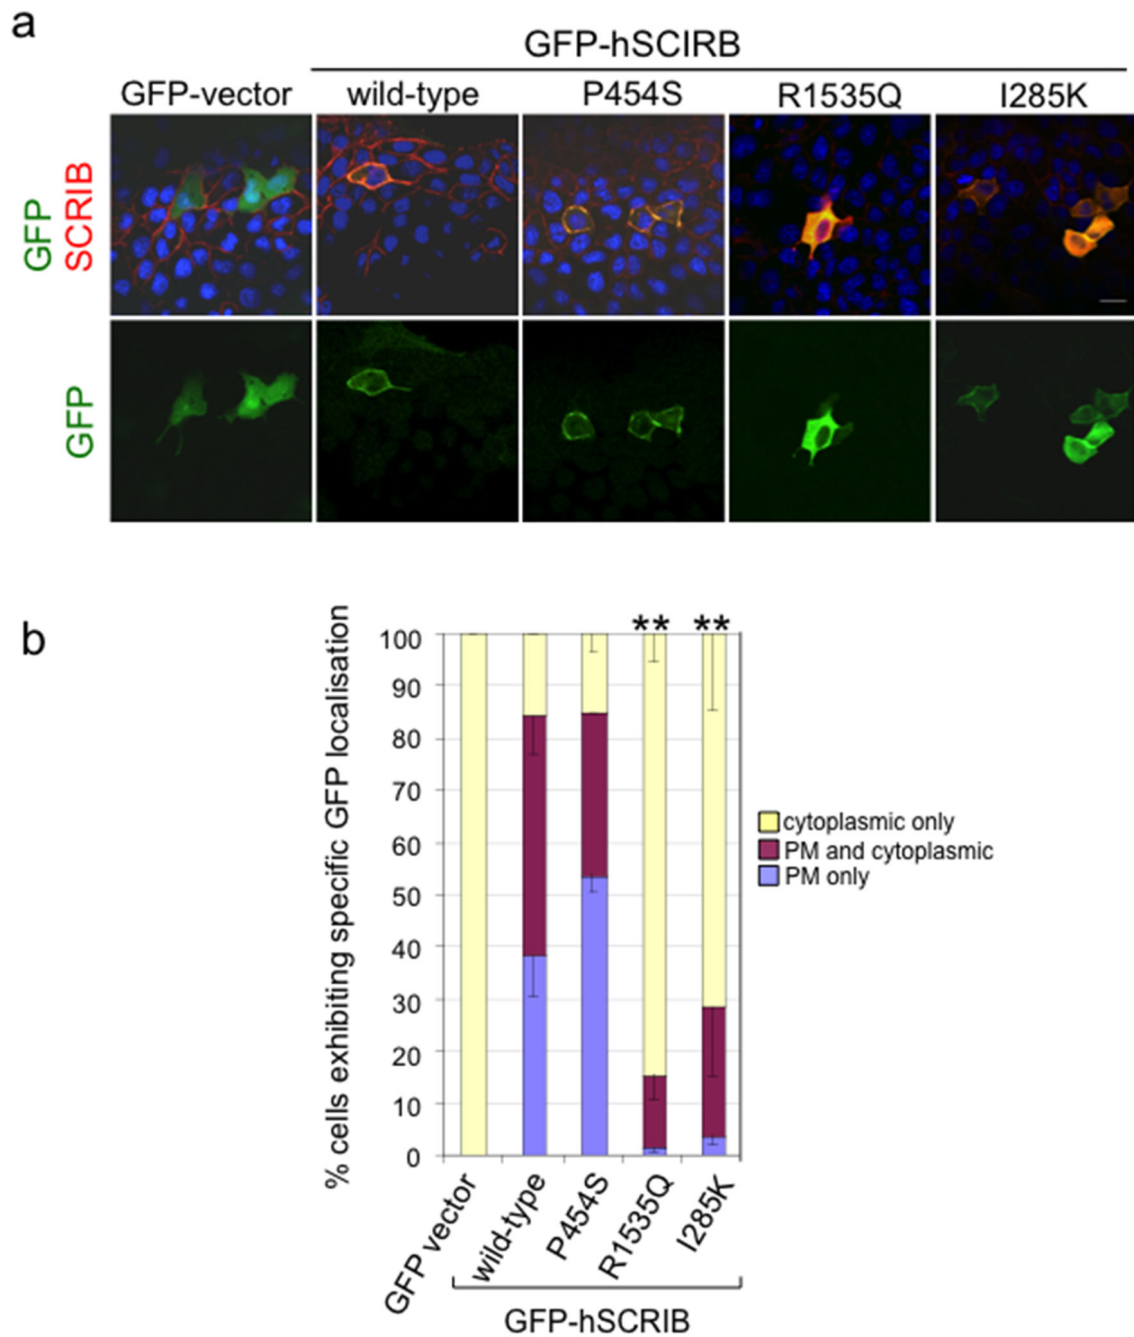 a
GFP-hSCIRB
GFP-vector wild-type P454S R1535Q I285K
GFP
SCRIB
GFP
b
% cells exhibiting specific GFP localisation
100
90
80
70
60
50
40
30
20
10
0
** **
cytoplasmic only
PM and cytoplasmic
PM only
GFP vector
wild-type
P454S
R1535Q
I285K
GFP-hSCRIB